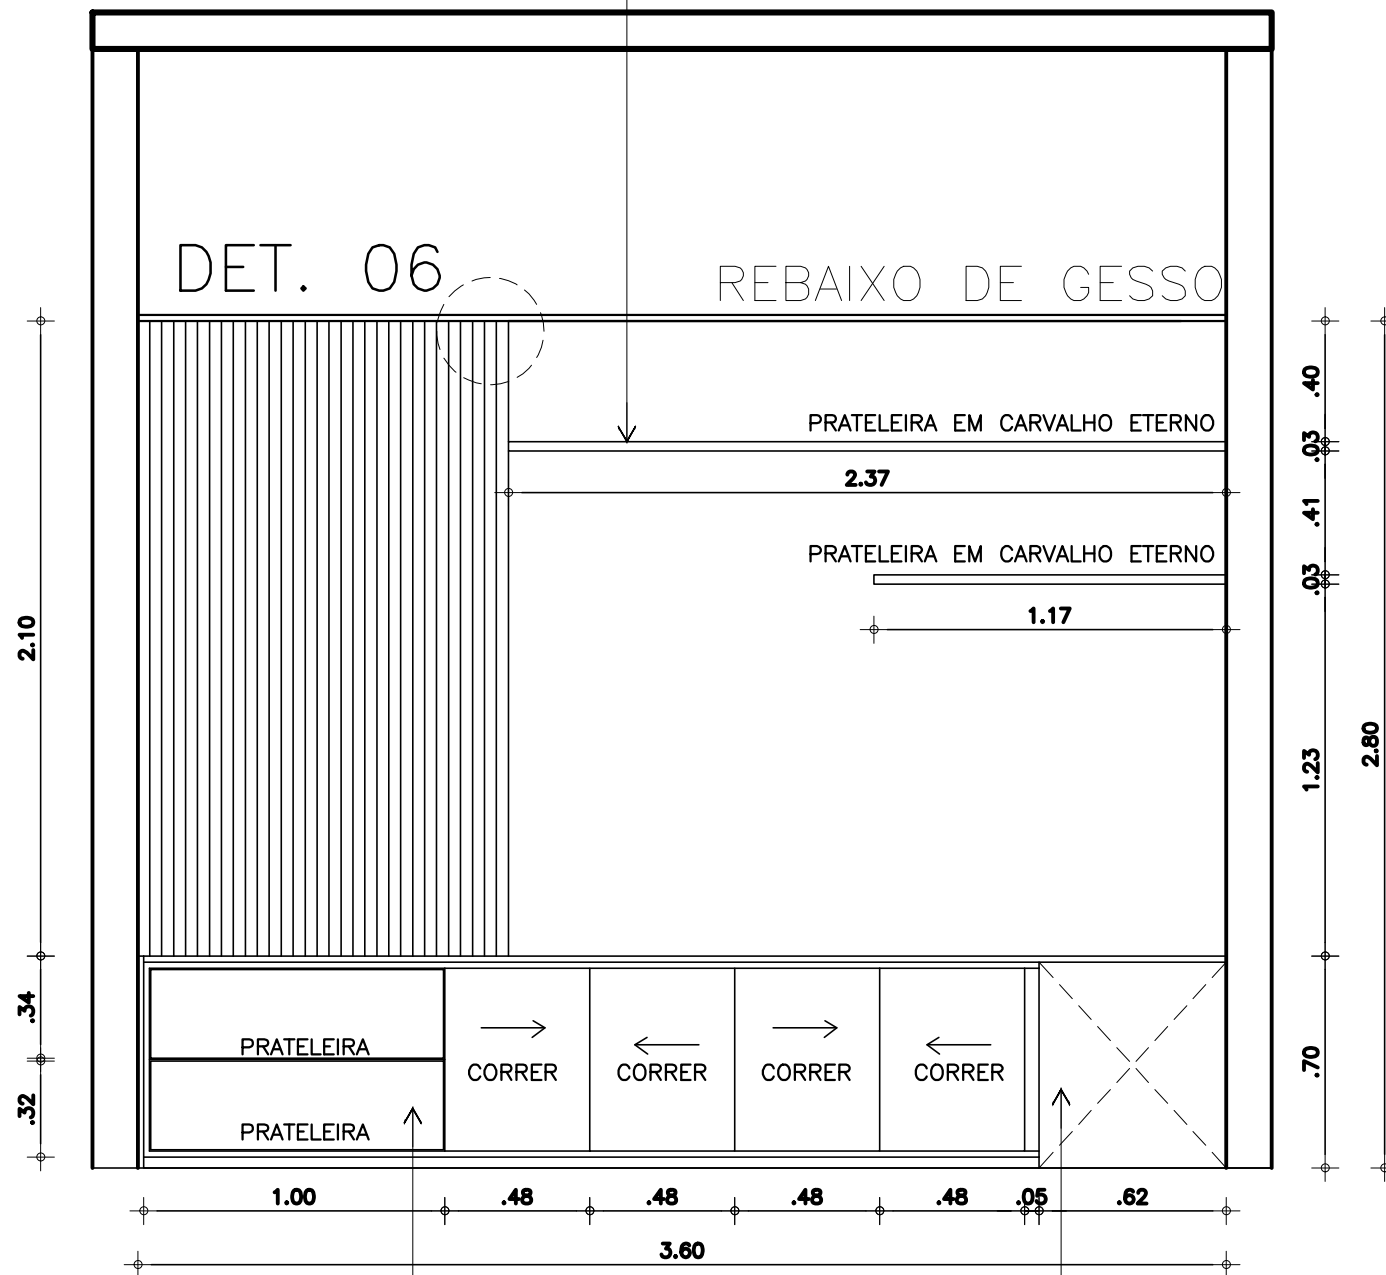 DET. 06
REBAIXO DE GESSO
.40
PRATELEIRA EM CARVALHO ETERNO
.03
2.37
.41
PRATELEIRA EM CARVALHO ETERNO
.03
1.17
2.10
1.23
2.80
.34
PRATELEIRA
CORRER CORRER CORRER CORRER
.70
.32
PRATELEIRA
1.00 .48 .48 .48 .48 .05 .62
3.60